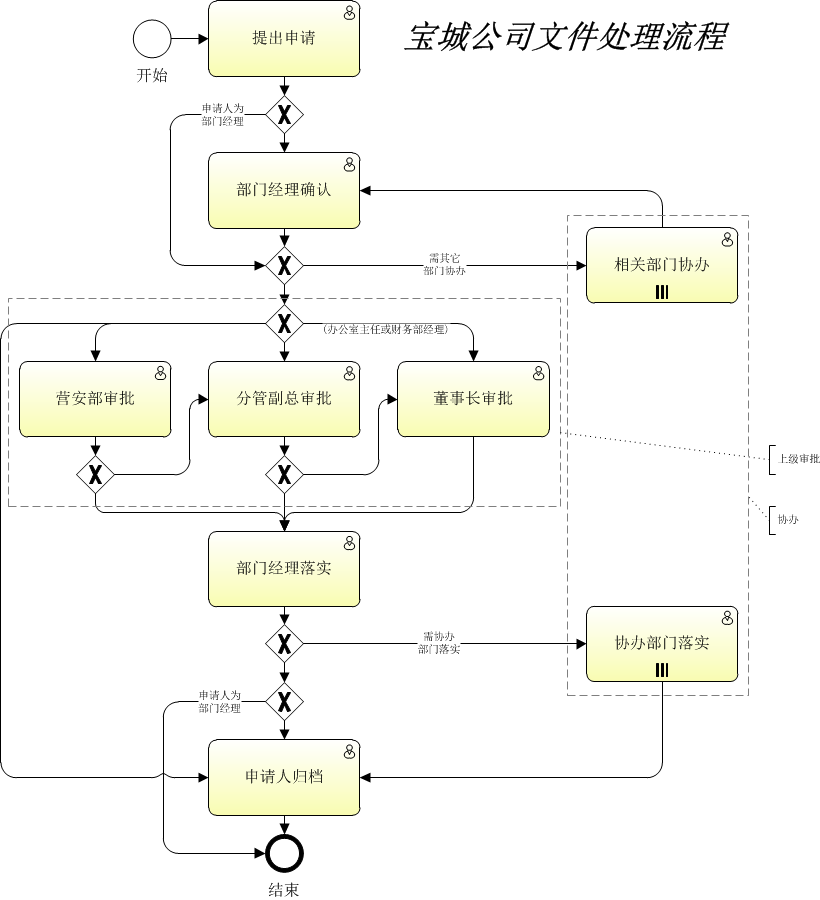 宝城公司文件处理流程
提出申请
开始
申请人为
部门经理
部门经理确认
需其它
部门协办
相关部门协办
(办公室主任或财务部经理)
营安部审批
分管副总审批
董事长审批
上级审批
协办
部门经理落实
需协办
部门落实
协办部门落实
申请人为
部门经理
申请人归档
结束